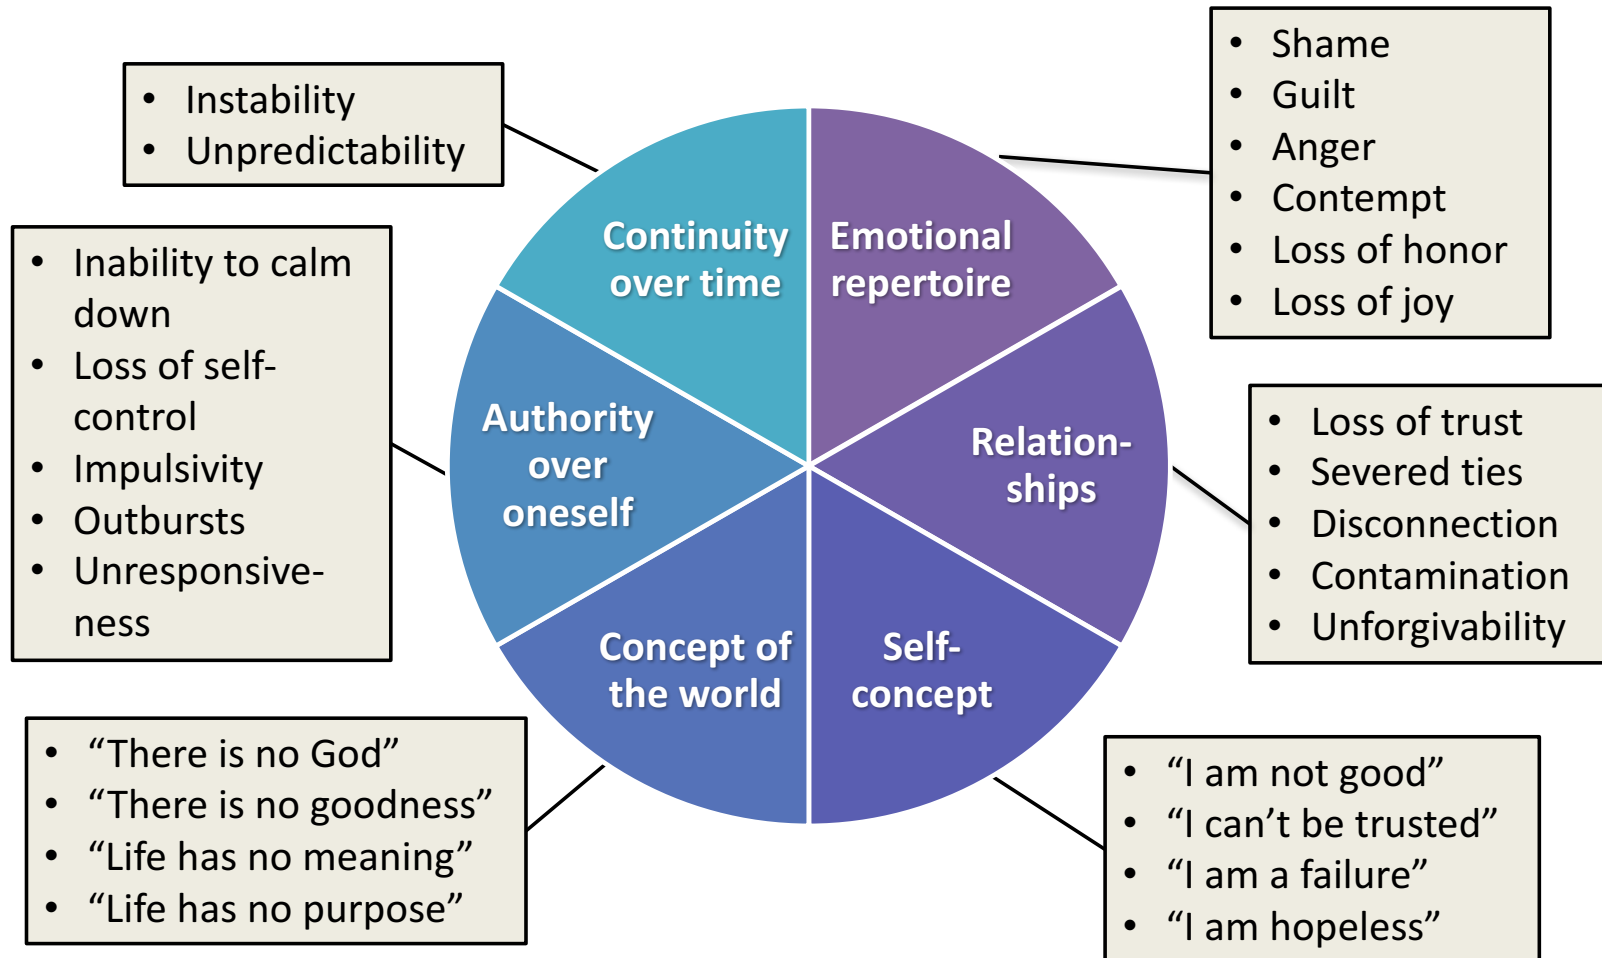 • Instability
• Unpredictability
• Shame
• Guilt
• Anger
• Contempt
• Loss of honor
• Loss of joy
Continuity
over time
Emotional
repertoire
• Inability to calm
down
• Loss of self-
control
• Impulsivity
• Outbursts
• Unresponsive-
ness
Authority
over
oneself
Relation-
ships
• Loss of trust
• Severed ties
• Disconnection
• Contamination
• Unforgivability
Concept of
the world
Self-
concept
• “There is no God”
• “There is no goodness”
• “Life has no meaning”
• “Life has no purpose”
• “I am not good”
• “I can’t be trusted”
• “I am a failure”
• “I am hopeless”